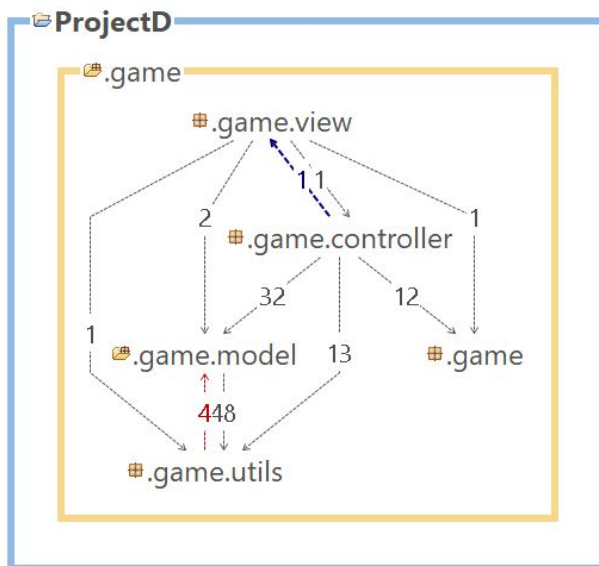 ProjectD
.game
.game.view
1 1
2
1
.game.controller
32
12
1
13
.game.model
.game
4 48
.game.utils